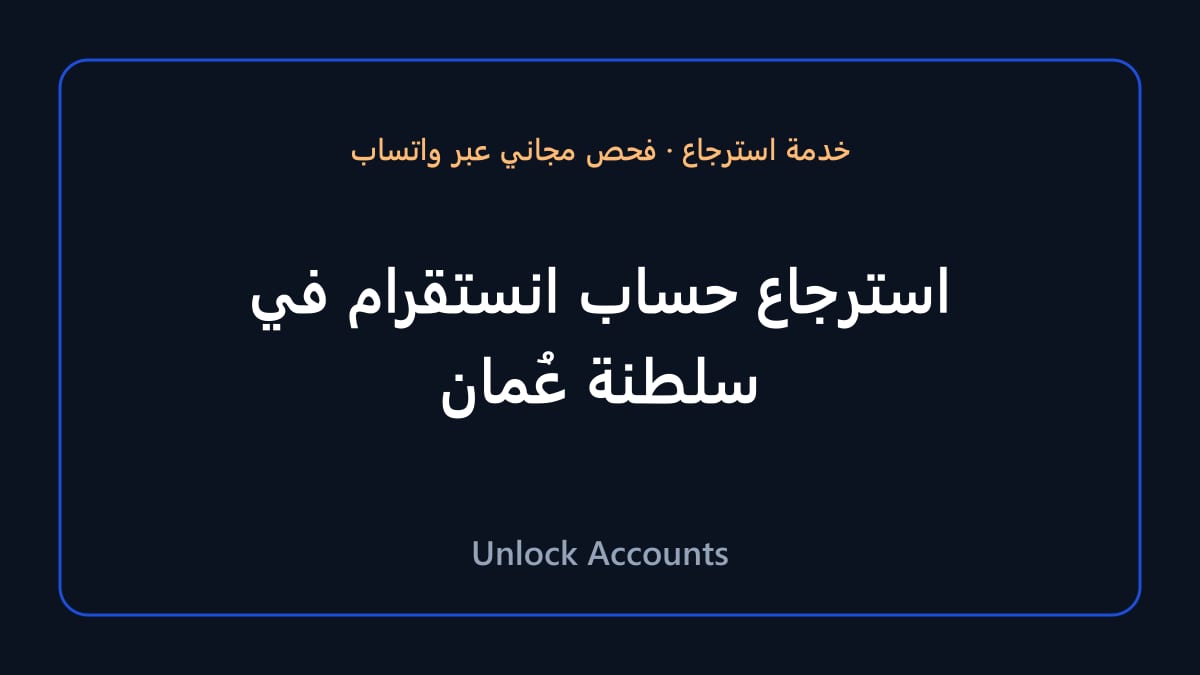 خدمة استرجاع · فحص مجاني عبر واتساب
استرجاع حساب انستقرام في
سلطنة عُمان
Unlock Accounts